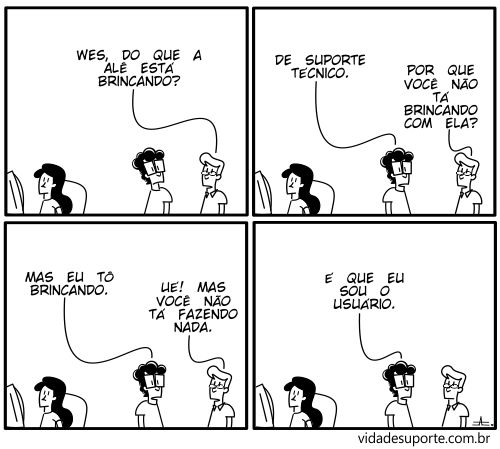 WES, DO QUE A
ALÊ ESTÁ
BRINCANDO?
DE SUPORTE
TÉCNICO.
POR QUE
VOCÊ NÃO
TÁ
BRINCANDO
COM ELA?
MAS EU TÔ
BRINCANDO.
UÉ! MAS
VOCÊ NÃO
TÁ FAZENDO
NADA.
É QUE EU
SOU O
USUÁRIO.
vidadesuporte.com.br